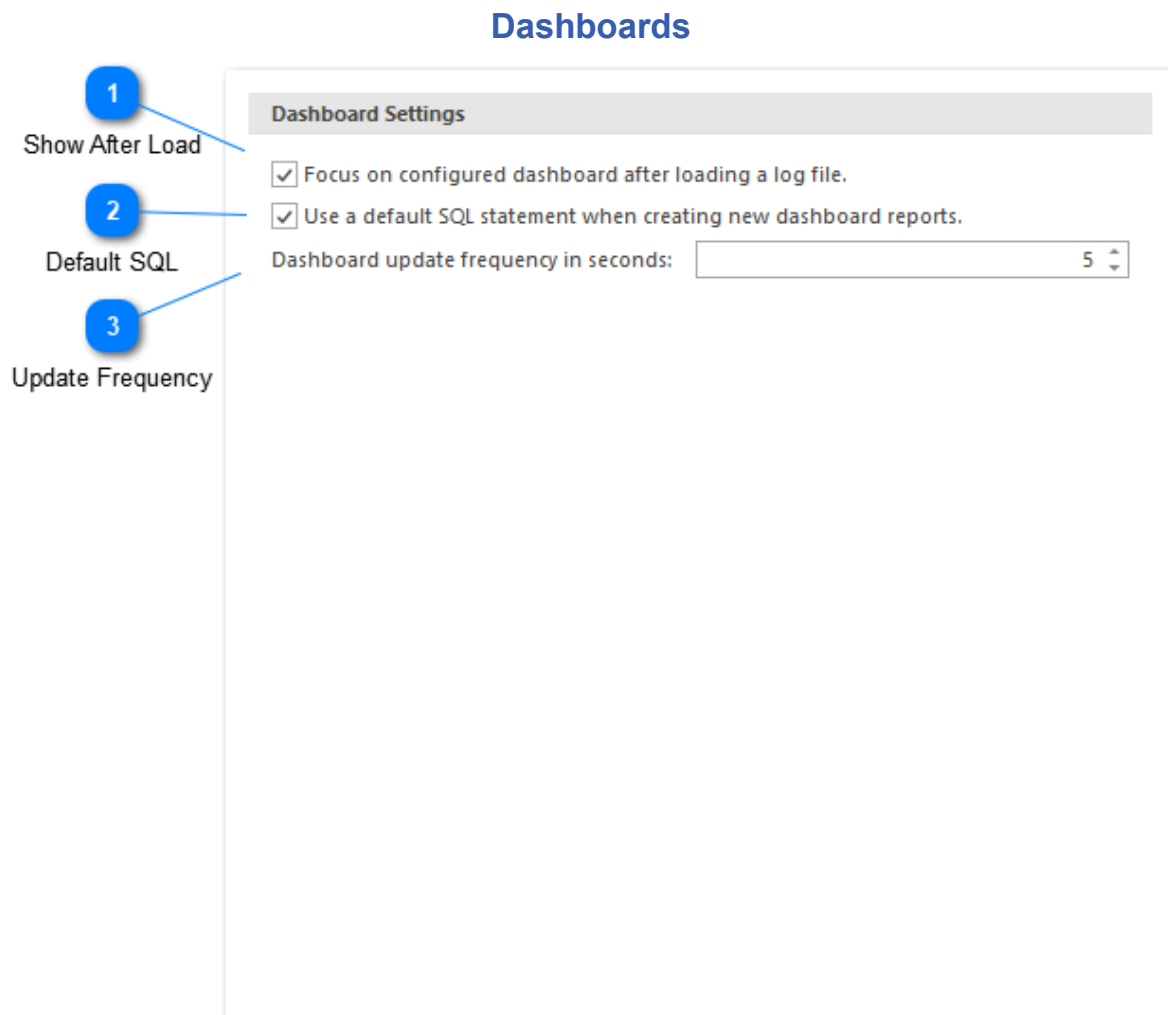 Dashboards
1
Show After Load
2
Default SQL
3
Update Frequency
Dashboard Settings
Focus on configured dashboard after loading a log file.
Use a default SQL statement when creating new dashboard reports.
Dashboard update frequency in seconds: 5